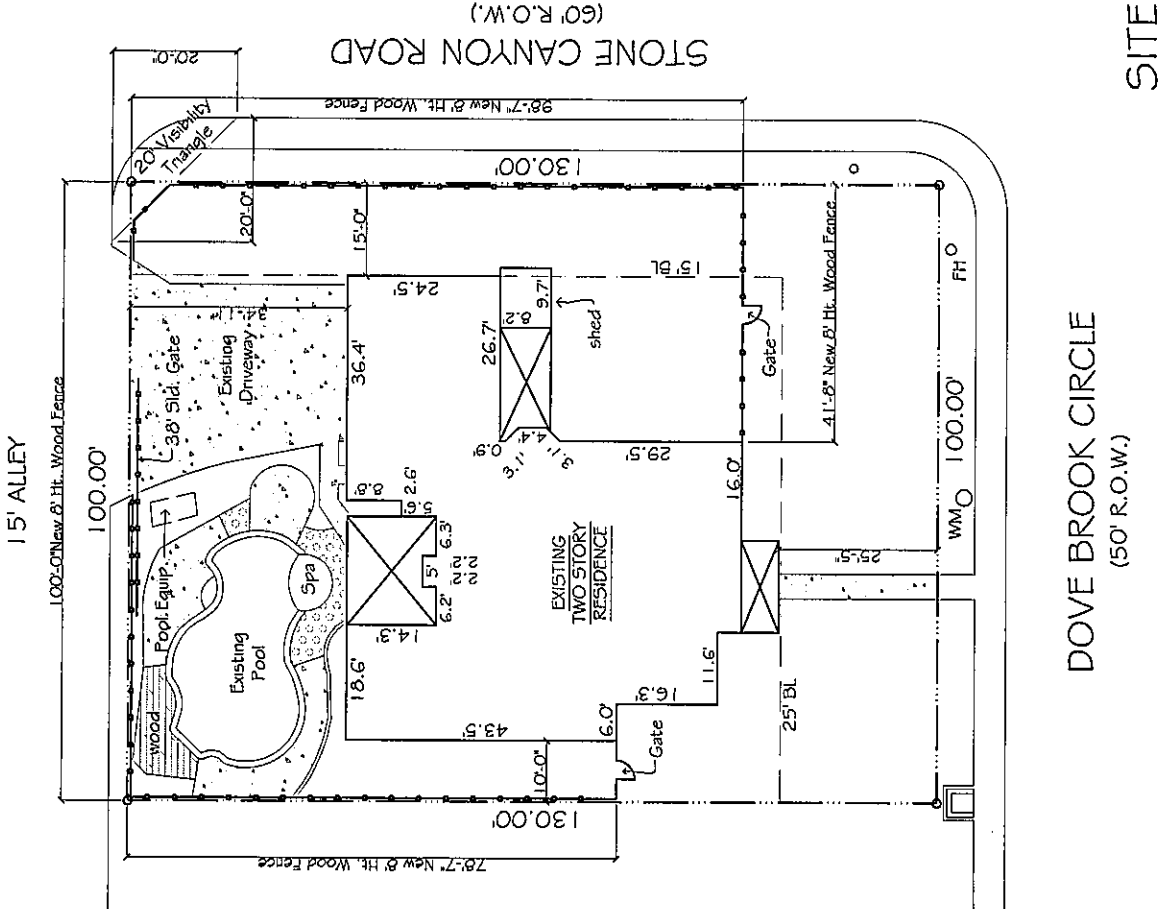 15' ALLEY
100'-0" New 8' Ht. Wood Fence
100.00'
38' Sld. Gate
Existing
Driveway
34'-11"
Pool Equip
wood
Existing
Pool
Spa
20' Visibility
Triangle
20'-0"
20'-0"
STONE CANYON ROAD
(60' R.O.W.)
98'-7" New 8' Ht. Wood Fence
130.00'
15'-0"
24.5'
15' BL
36.4'
8.8'
2.6'
5.6'
6.3'
5'
2.2'
2.2'
6.2'
14.3'
18.6'
43.5'
10'-0"
6.0'
Gate
16.3'
11.6'
26.7'
8.2'
9.7'
shed
0.9'
3.1'
4.4'
3.1'
29.5'
16.0'
Gate
41'-8" New 8' Ht. Wood Fence
EXISTING
TWO STORY
RESIDENCE
25' BL
25'-5"
130.00'
78'-7" New 8' Ht. Wood Fence
100.00'
WM
FH
DOVE BROOK CIRCLE
(50' R.O.W.)
SITE